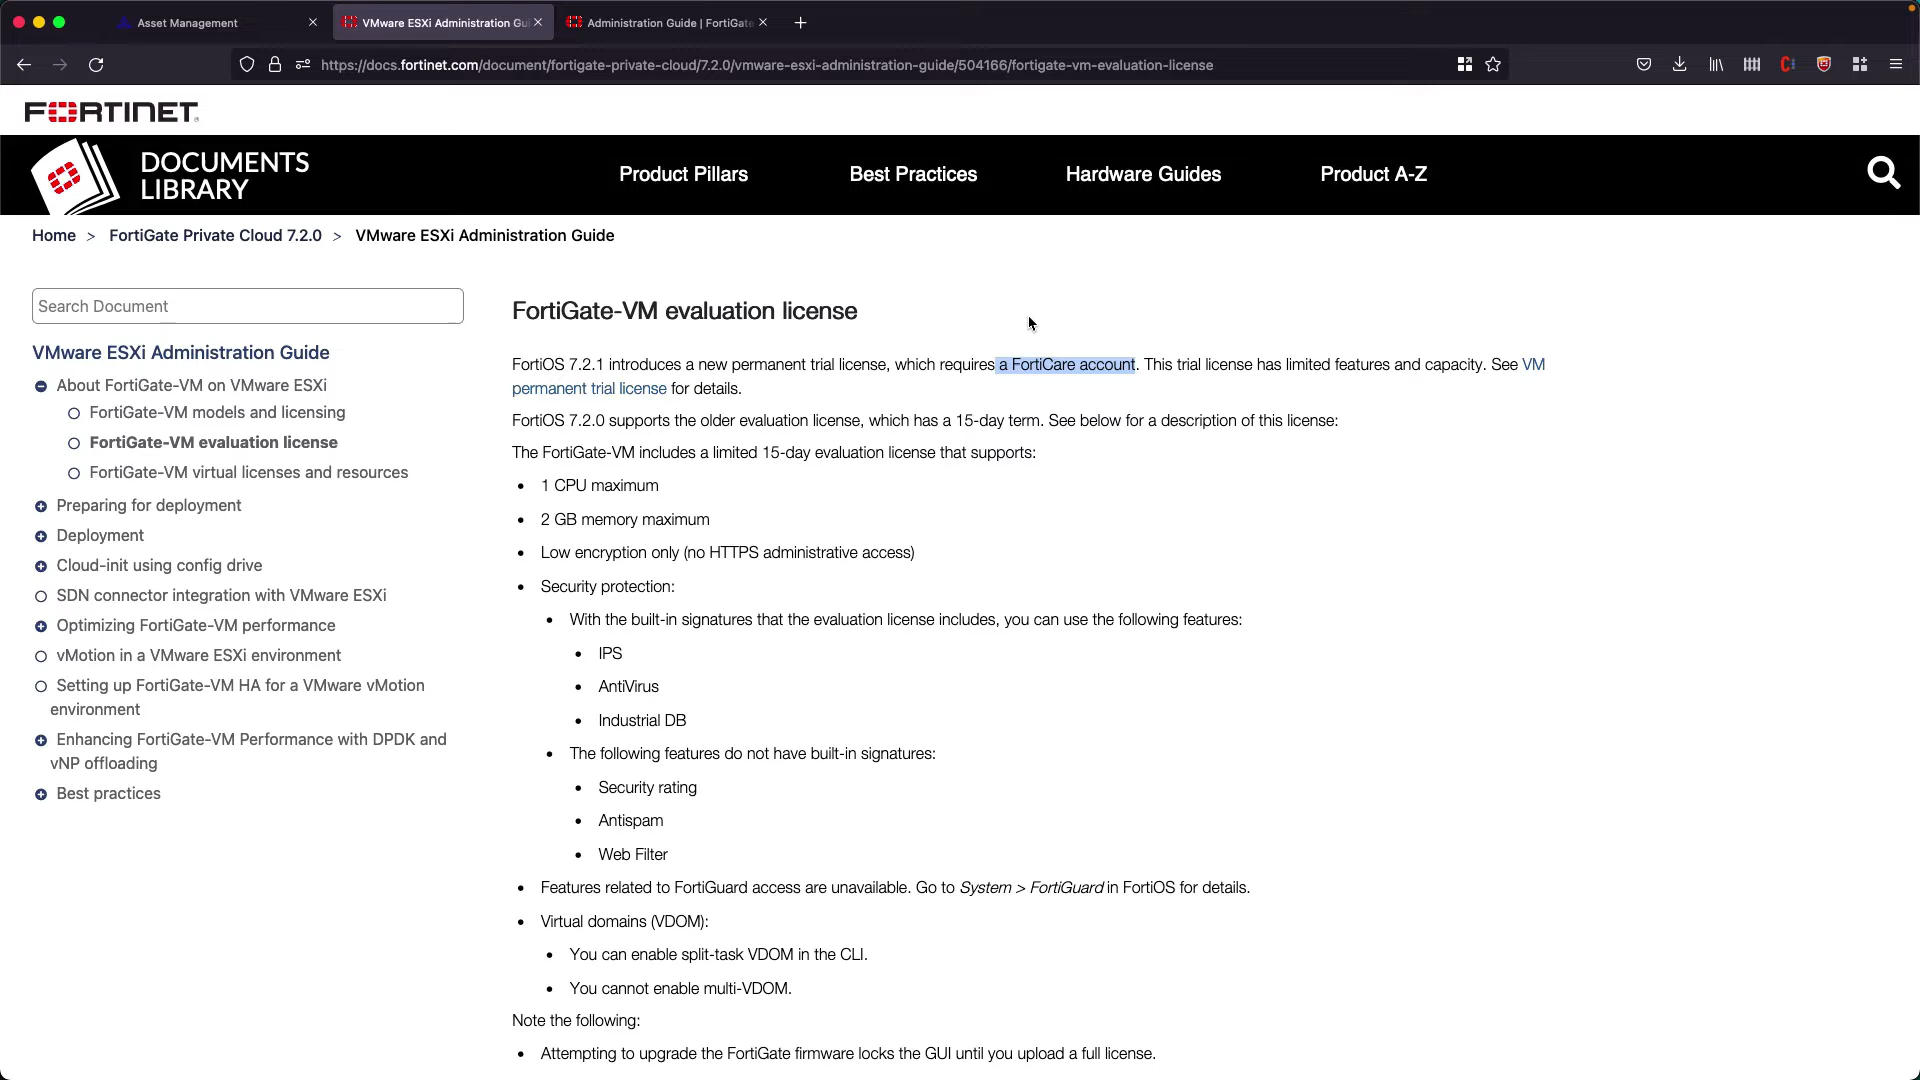 Asset Management
VMware ESXi Administration Gui
Administration Guide | FortiGate
https://docs.fortinet.com/document/fortigate-private-cloud/7.2.0/vmware-esxi-administration-guide/504166/fortigate-vm-evaluation-license
FORTINET
DOCUMENTS
LIBRARY
Product Pillars
Best Practices
Hardware Guides
Product A-Z
Home > FortiGate Private Cloud 7.2.0 > VMware ESXi Administration Guide
Search Document
VMware ESXi Administration Guide
About FortiGate-VM on VMware ESXi
FortiGate-VM models and licensing
FortiGate-VM evaluation license
FortiGate-VM virtual licenses and resources
Preparing for deployment
Deployment
Cloud-init using config drive
SDN connector integration with VMware ESXi
Optimizing FortiGate-VM performance
vMotion in a VMware ESXi environment
Setting up FortiGate-VM HA for a VMware vMotion
environment
Enhancing FortiGate-VM Performance with DPDK and
vNP offloading
Best practices
FortiGate-VM evaluation license
FortiOS 7.2.1 introduces a new permanent trial license, which requires a FortiCare account. This trial license has limited features and capacity. See VM
permanent trial license for details.
FortiOS 7.2.0 supports the older evaluation license, which has a 15-day term. See below for a description of this license:
The FortiGate-VM includes a limited 15-day evaluation license that supports:
• 1 CPU maximum
• 2 GB memory maximum
• Low encryption only (no HTTPS administrative access)
• Security protection:
• With the built-in signatures that the evaluation license includes, you can use the following features:
• IPS
• AntiVirus
• Industrial DB
• The following features do not have built-in signatures:
• Security rating
• Antispam
• Web Filter
• Features related to FortiGuard access are unavailable. Go to System > FortiGuard in FortiOS for details.
• Virtual domains (VDOM):
• You can enable split-task VDOM in the CLI.
• You cannot enable multi-VDOM.
Note the following:
• Attempting to upgrade the FortiGate firmware locks the GUI until you upload a full license.